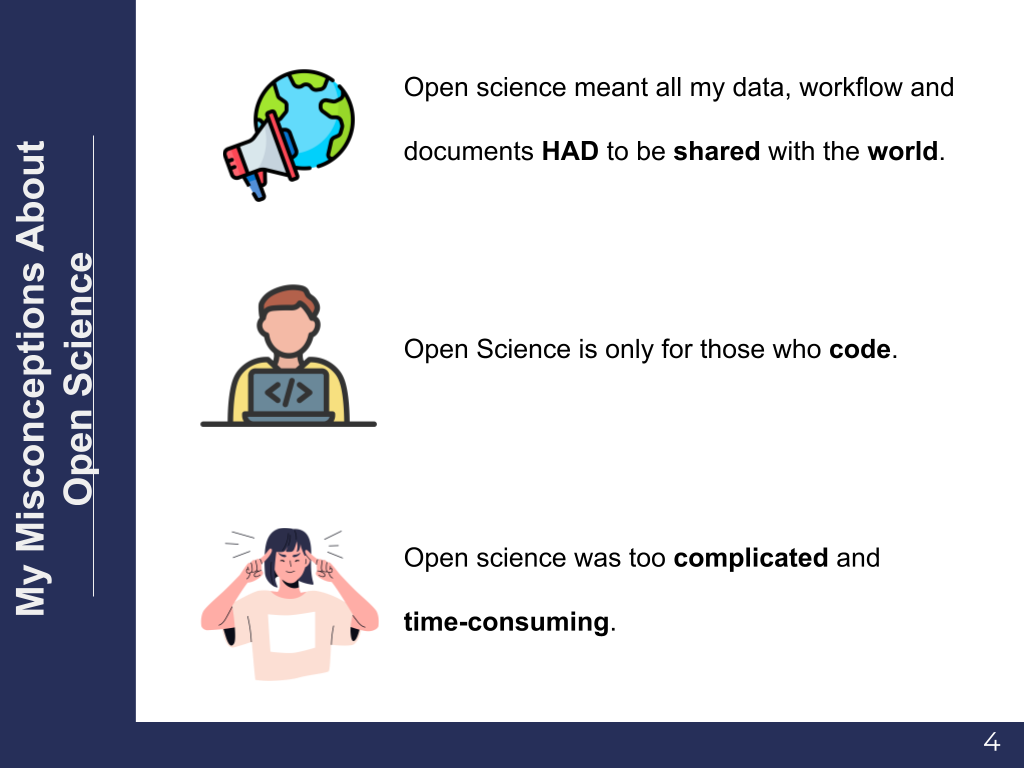 My Misconceptions About
Open Science
Open science meant all my data, workflow and
documents HAD to be shared with the world.
</>
Open Science is only for those who code.
Open science was too complicated and
time-consuming.
4